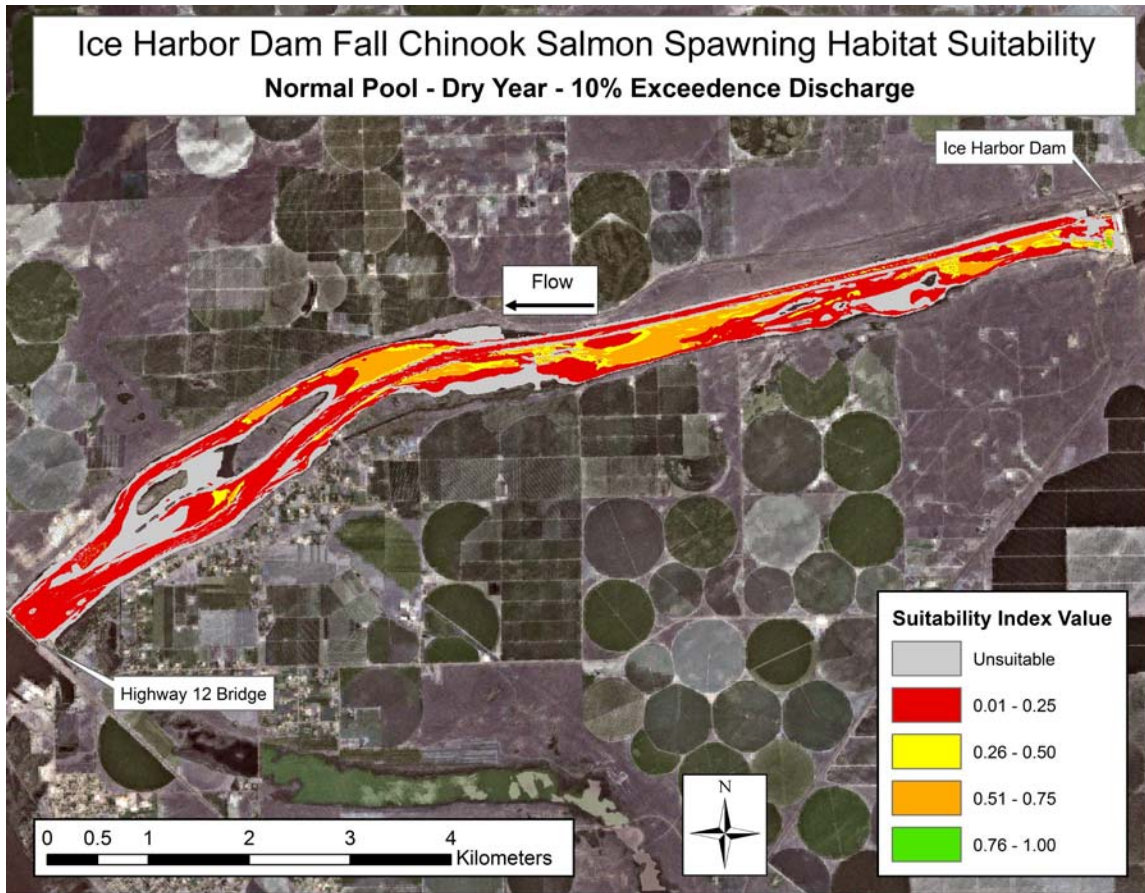 Ice Harbor Dam Fall Chinook Salmon Spawning Habitat Suitability
Normal Pool - Dry Year - 10% Exceedence Discharge
Ice Harbor Dam
Flow
Highway 12 Bridge
Suitability Index Value
Unsuitable
0.01 - 0.25
0.26 - 0.50
0.51 - 0.75
0.76 - 1.00
N
0 0.5 1 2 3 4
Kilometers